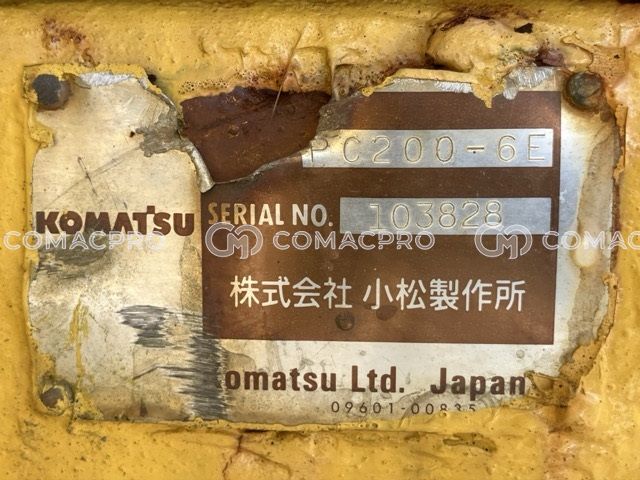 PC200-6E
KOMATSU SERIAL NO. 103828
COMACPRO COMACPRO COMACPRO
株式会社 小松製作所
omatsu Ltd. Japan
09601-00835